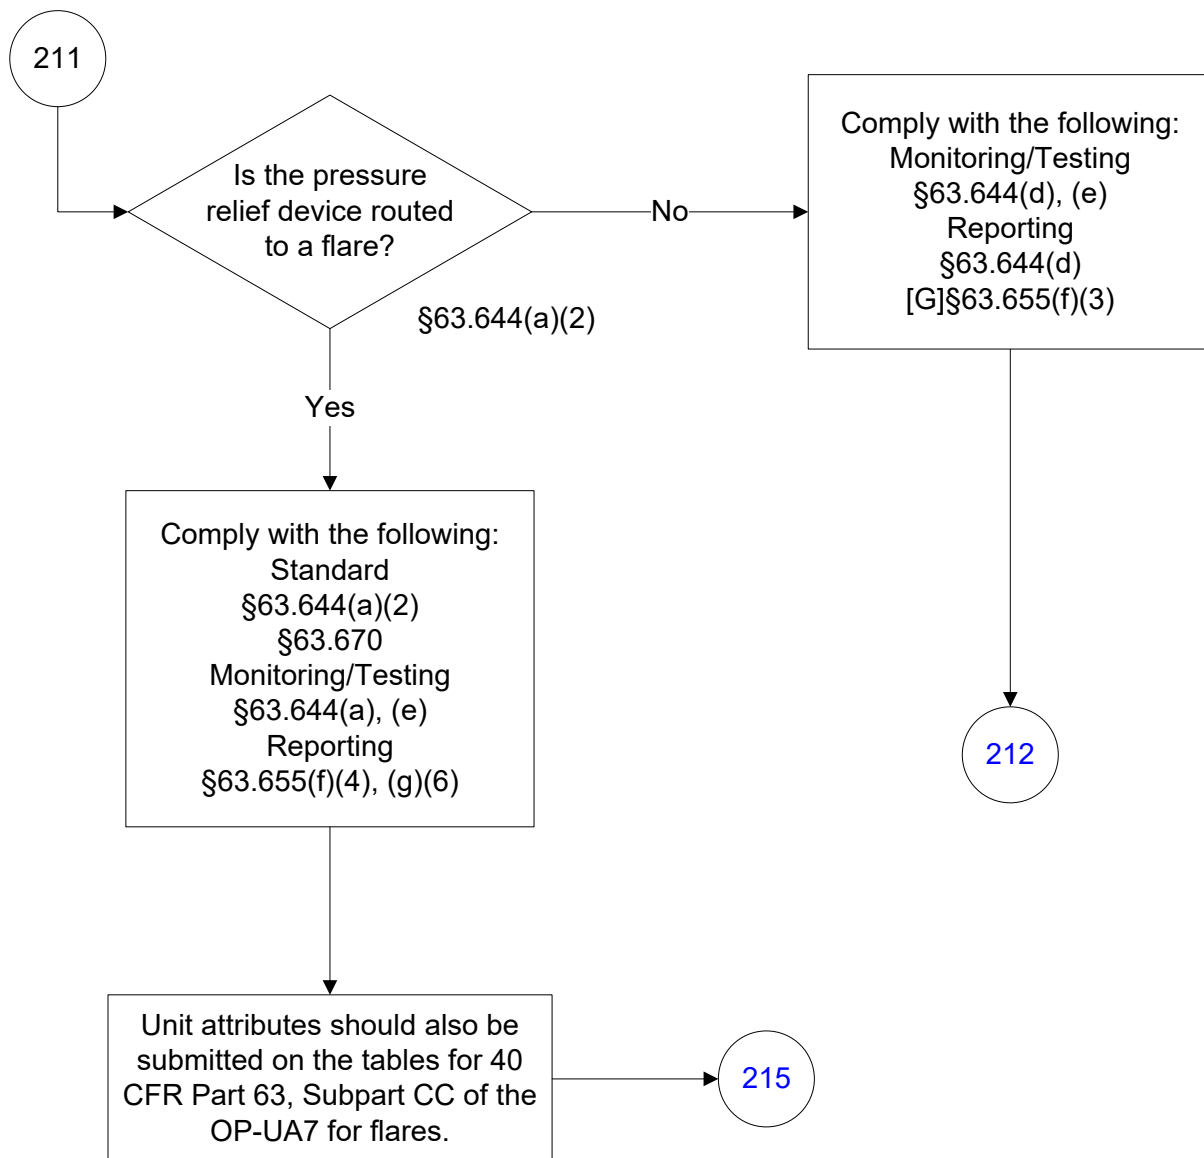 211
Is the pressure
relief device routed
to a flare?
No
§63.644(a)(2)
Yes
Comply with the following:
Monitoring/Testing
§63.644(d), (e)
Reporting
§63.644(d)
[G]§63.655(f)(3)
212
Comply with the following:
Standard
§63.644(a)(2)
§63.670
Monitoring/Testing
§63.644(a), (e)
Reporting
§63.655(f)(4), (g)(6)
Unit attributes should also be
submitted on the tables for 40
CFR Part 63, Subpart CC of the
OP-UA7 for flares.
215